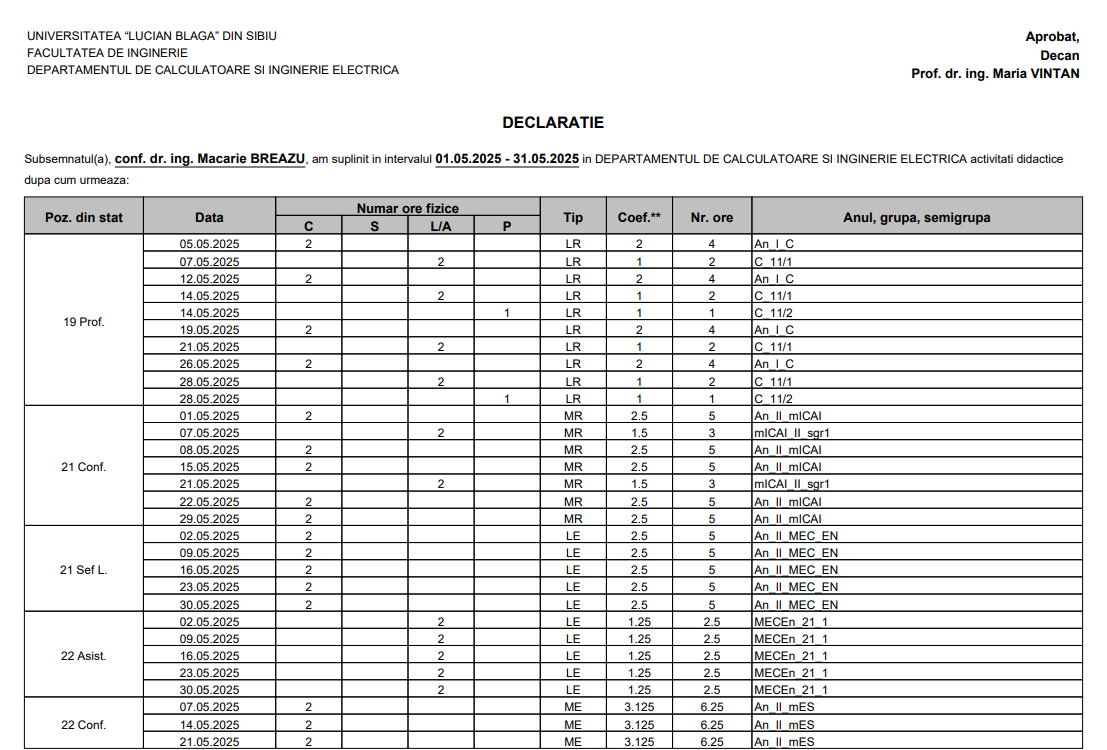 UNIVERSITATEA “LUCIAN BLAGA” DIN SIBIU
FACULTATEA DE INGINERIE
DEPARTAMENTUL DE CALCULATOARE SI INGINERIE ELECTRICA
Aprobat,
Decan
Prof. dr. ing. Maria VINTAN
DECLARATIE
Subsemnatul(a), conf. dr. ing. Macarie BREAZU, am suplinit in intervalul 01.05.2025 - 31.05.2025 in DEPARTAMENTUL DE CALCULATOARE SI INGINERIE ELECTRICA activitati didactice
dupa cum urmeaza:
Poz. din stat Data Numar ore fizice Tip Coef.** Nr. ore Anul, grupa, semigrupa
C S L/A P
19 Prof.
05.05.2025 2 LR 2 4 An_I_C
07.05.2025 2 LR 1 2 C_11/1
12.05.2025 2 LR 2 4 An_I_C
14.05.2025 2 LR 1 2 C_11/1
14.05.2025 1 LR 1 1 C_11/2
19.05.2025 2 LR 2 4 An_I_C
21.05.2025 2 LR 1 2 C_11/1
26.05.2025 2 LR 2 4 An_I_C
28.05.2025 2 LR 1 2 C_11/1
28.05.2025 1 LR 1 1 C_11/2
21 Conf.
01.05.2025 2 MR 2.5 5 An_II_mICAI
07.05.2025 2 MR 1.5 3 mICAI_II_sgr1
08.05.2025 2 MR 2.5 5 An_II_mICAI
15.05.2025 2 MR 2.5 5 An_II_mICAI
21.05.2025 2 MR 1.5 3 mICAI_II_sgr1
22.05.2025 2 MR 2.5 5 An_II_mICAI
29.05.2025 2 MR 2.5 5 An_II_mICAI
21 Sef L.
02.05.2025 2 LE 2.5 5 An_II_MEC_EN
09.05.2025 2 LE 2.5 5 An_II_MEC_EN
16.05.2025 2 LE 2.5 5 An_II_MEC_EN
23.05.2025 2 LE 2.5 5 An_II_MEC_EN
30.05.2025 2 LE 2.5 5 An_II_MEC_EN
22 Asist.
02.05.2025 2 LE 1.25 2.5 MECEn_21_1
09.05.2025 2 LE 1.25 2.5 MECEn_21_1
16.05.2025 2 LE 1.25 2.5 MECEn_21_1
23.05.2025 2 LE 1.25 2.5 MECEn_21_1
30.05.2025 2 LE 1.25 2.5 MECEn_21_1
22 Conf.
07.05.2025 2 ME 3.125 6.25 An_II_mES
14.05.2025 2 ME 3.125 6.25 An_II_mES
21.05.2025 2 ME 3.125 6.25 An_II_mES